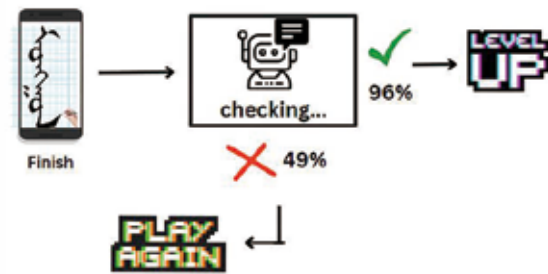 Finish
checking...
96%
LEVEL
UP
49%
PLAY
AGAIN